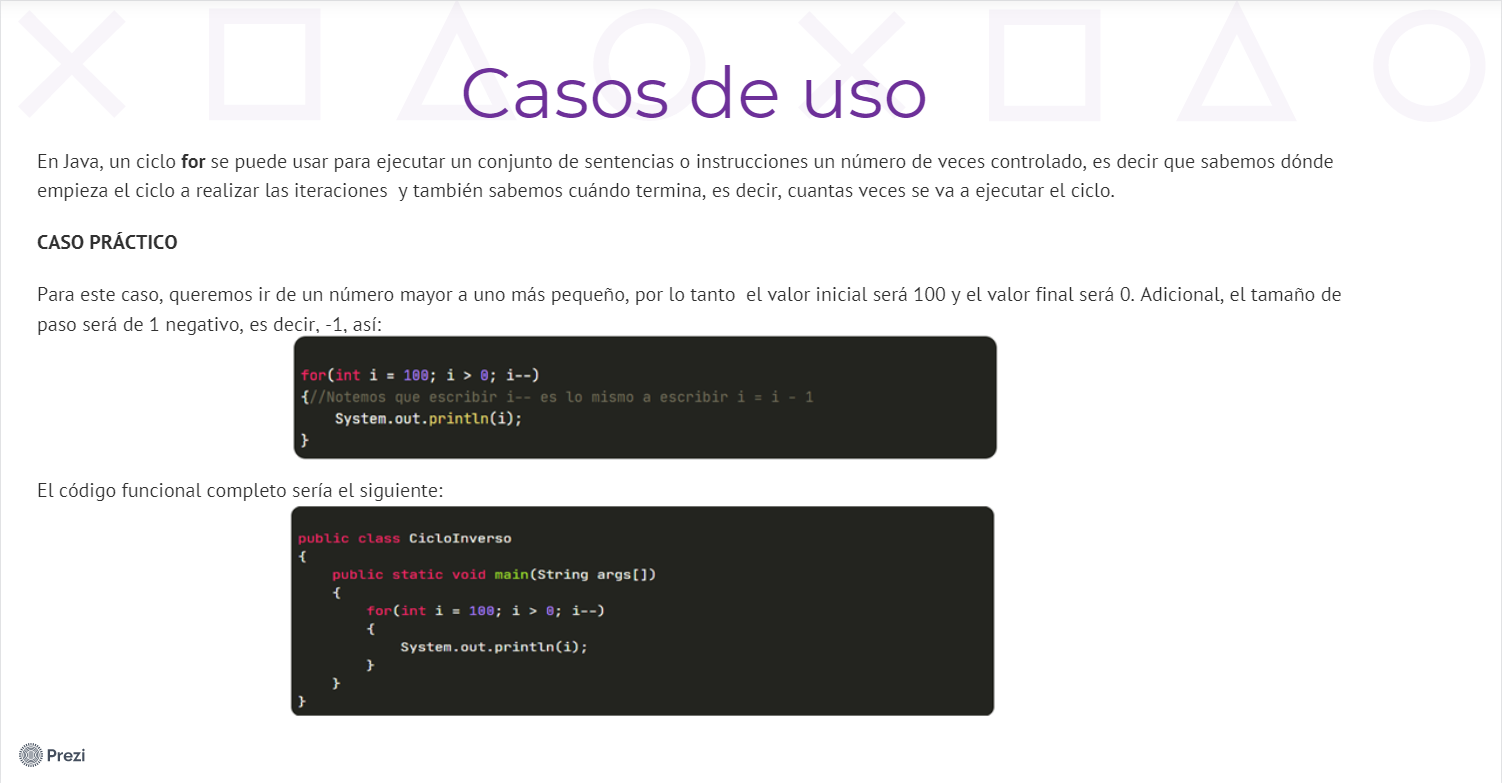 Casos de uso
En Java, un ciclo for se puede usar para ejecutar un conjunto de sentencias o instrucciones un número de veces controlado, es decir que sabemos dónde
empieza el ciclo a realizar las iteraciones  y también sabemos cuándo termina, es decir, cuantas veces se va a ejecutar el ciclo.
CASO PRÁCTICO
Para este caso, queremos ir de un número mayor a uno más pequeño, por lo tanto  el valor inicial será 100 y el valor final será 0. Adicional, el tamaño de
paso será de 1 negativo, es decir, -1, así:
for(int i = 100; i > 0; i--)
{//Notemos que escribir i-- es lo mismo a escribir i = i - 1
    System.out.println(i);
}
El código funcional completo sería el siguiente:
public class CicloInverso
{
    public static void main(String args[])
    {
        for(int i = 100; i > 0; i--)
        {
            System.out.println(i);
        }
    }
}
Prezi